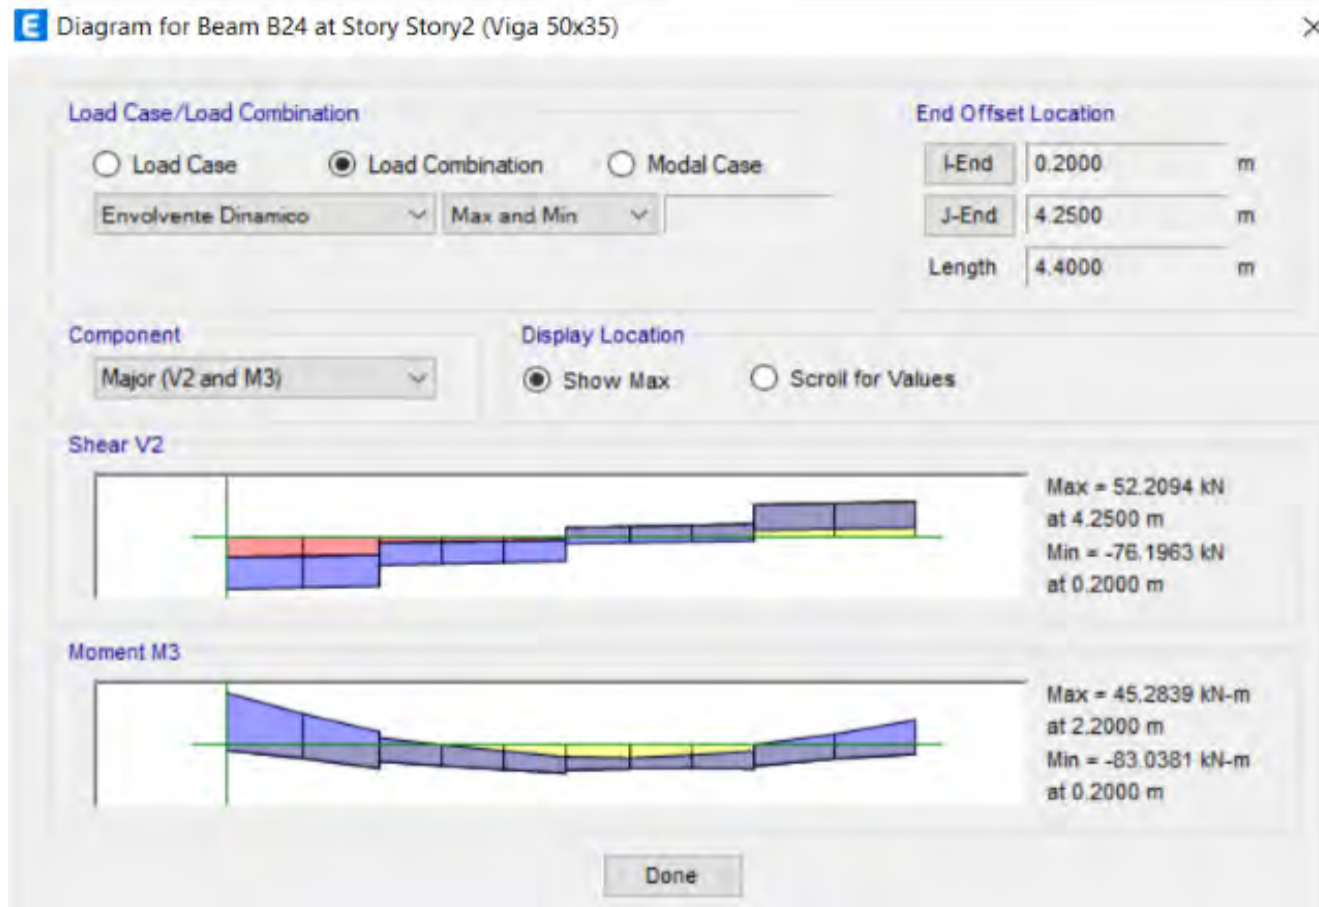 E Diagram for Beam B24 at Story Story2 (Viga 50x35)
Load Case/Load Combination
Load Case Load Combination Modal Case
Envolvente Dinamico Max and Min
End Offset Location
I-End 0.2000 m
J-End 4.2500 m
Length 4.4000 m
Component
Major (V2 and M3)
Display Location
Show Max Scroll for Values
Shear V2
Max = 52.2094 kN
at 4.2500 m
Min = -76.1963 kN
at 0.2000 m
Moment M3
Max = 45.2839 kN-m
at 2.2000 m
Min = -83.0381 kN-m
at 0.2000 m
Done